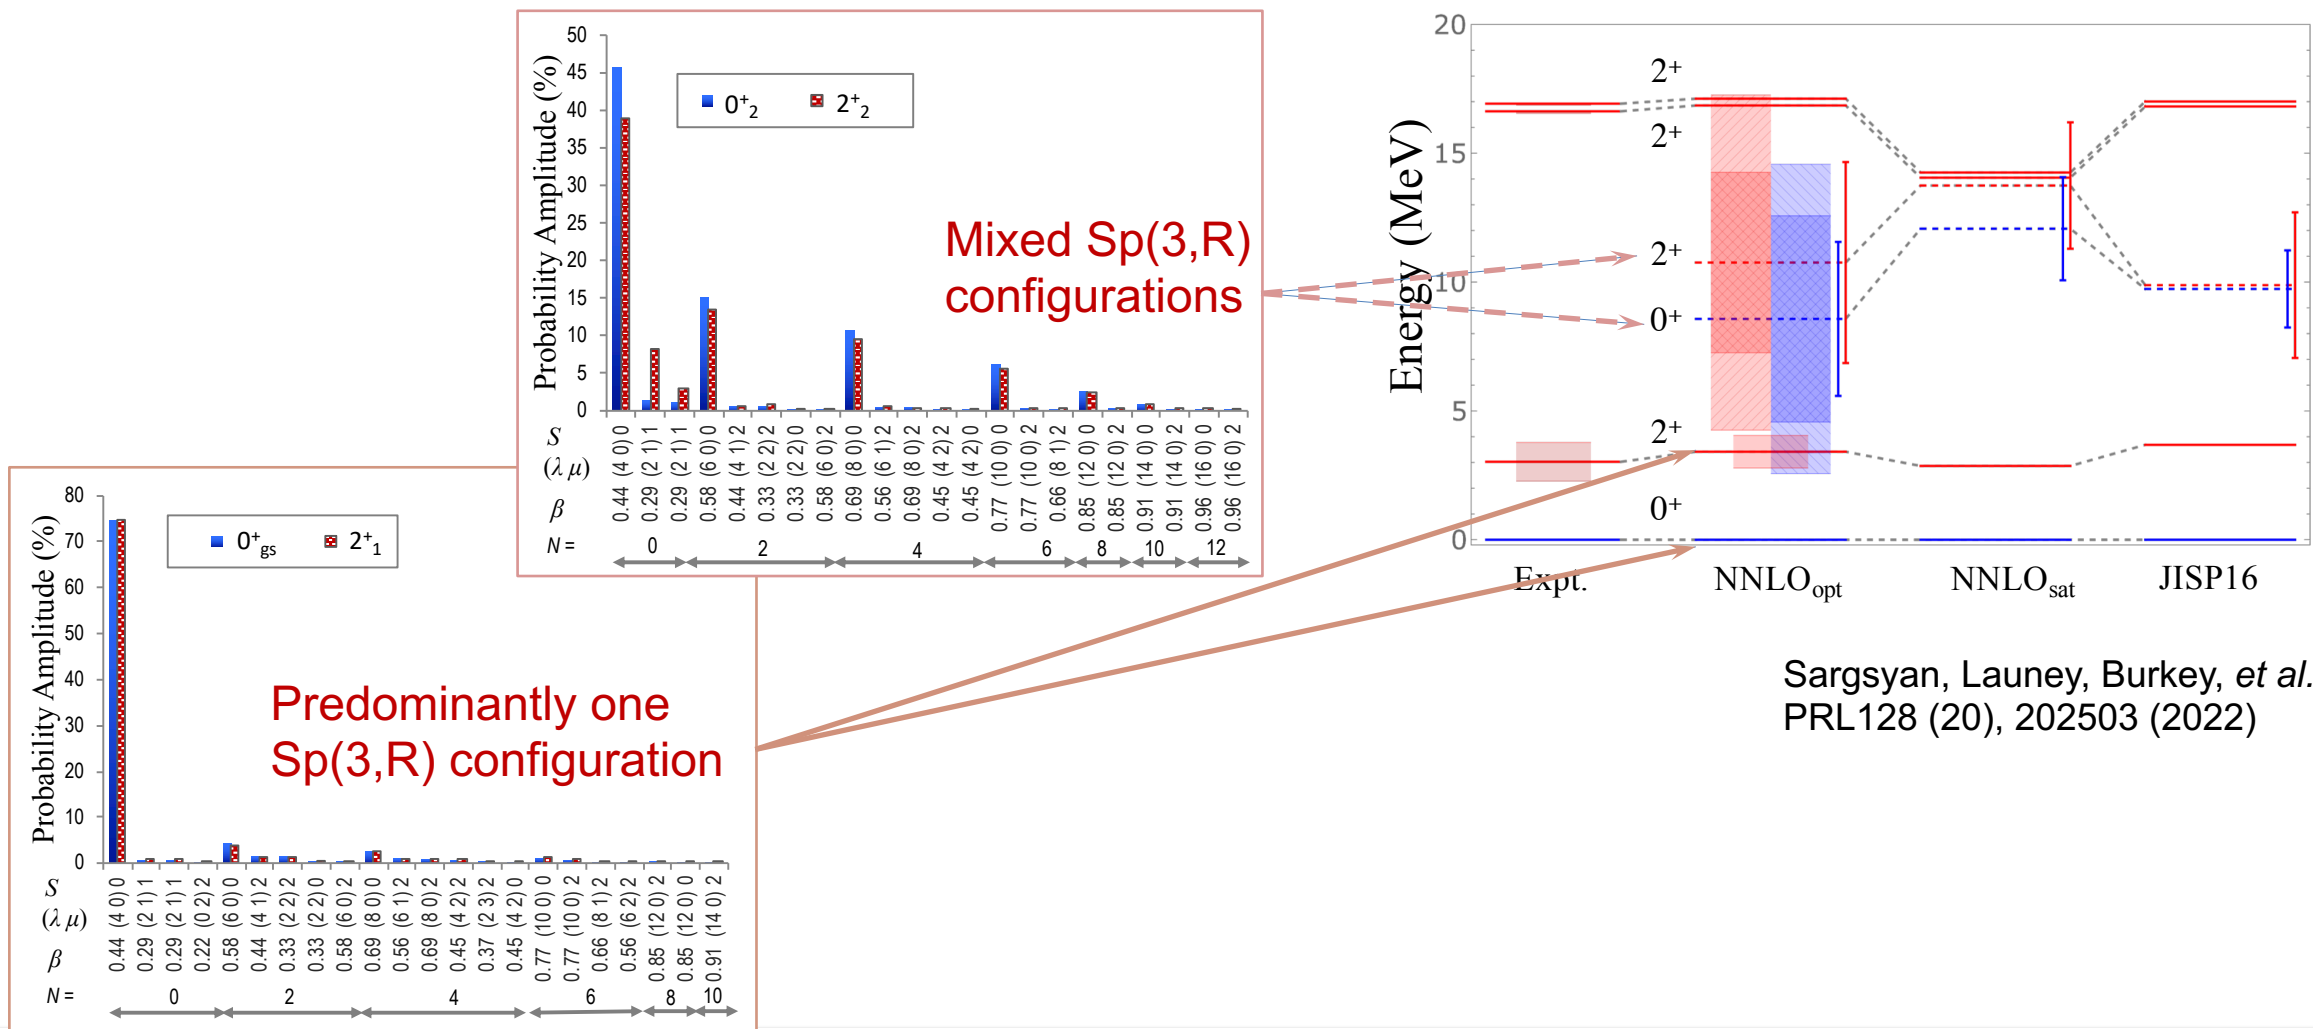 Probability Amplitude (%)
50
45
40
35
30
25
20
15
10
5
0
0+2
2+2
Mixed Sp(3,R)
configurations
S
(λ μ)
β
0.44 (4 0) 0
0.29 (2 1) 1
0.29 (2 1) 1
0.58 (6 0) 0
0.44 (4 1) 2
0.33 (2 2) 2
0.33 (2 2) 0
0.58 (6 0) 2
0.69 (8 0) 0
0.56 (6 1) 2
0.69 (8 0) 2
0.45 (4 2) 2
0.45 (4 2) 0
0.77 (10 0) 0
0.77 (10 0) 2
0.66 (8 1) 2
0.85 (12 0) 0
0.85 (12 0) 2
0.91 (14 0) 0
0.91 (14 0) 2
0.96 (16 0) 0
0.96 (16 0) 2
N = 0 2 4 6 8 10 12
Probability Amplitude (%)
80
70
60
50
40
30
20
10
0
0+gs
2+1
Predominantly one
Sp(3,R) configuration
S
(λ μ)
β
0.44 (4 0) 0
0.29 (2 1) 1
0.29 (2 1) 1
0.22 (0 2) 2
0.58 (6 0) 0
0.44 (4 1) 2
0.33 (2 2) 2
0.33 (2 2) 0
0.58 (6 0) 2
0.69 (8 0) 0
0.56 (6 1) 2
0.69 (8 0) 2
0.45 (4 2) 2
0.37 (2 3) 2
0.45 (4 2) 0
0.77 (10 0) 0
0.77 (10 0) 2
0.66 (8 1) 2
0.56 (6 2) 2
0.85 (12 0) 2
0.85 (12 0) 0
0.91 (14 0) 2
N = 0 2 4 6 8 10
Energy (MeV)
20
15
10
5
0
2+
2+
2+
0+
2+
0+
Expt. NNLOopt NNLOsat JISP16
Sargsyan, Launey, Burkey, et al.
PRL128 (20), 202503 (2022)